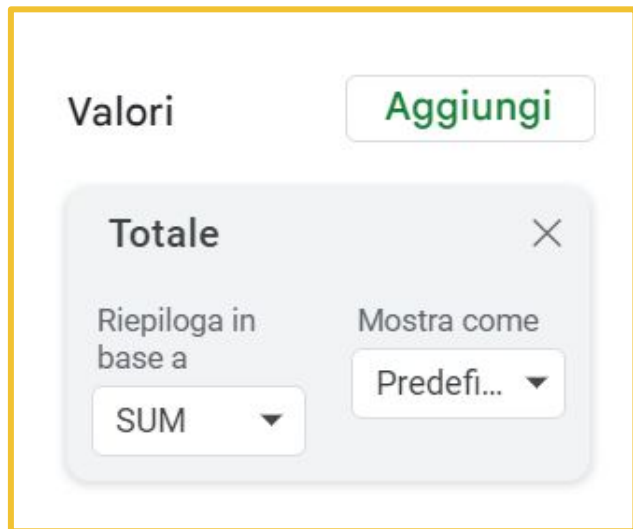 Valori
Aggiungi
Totale
Riepiloga in
base a
Mostra come
SUM
Predefi...